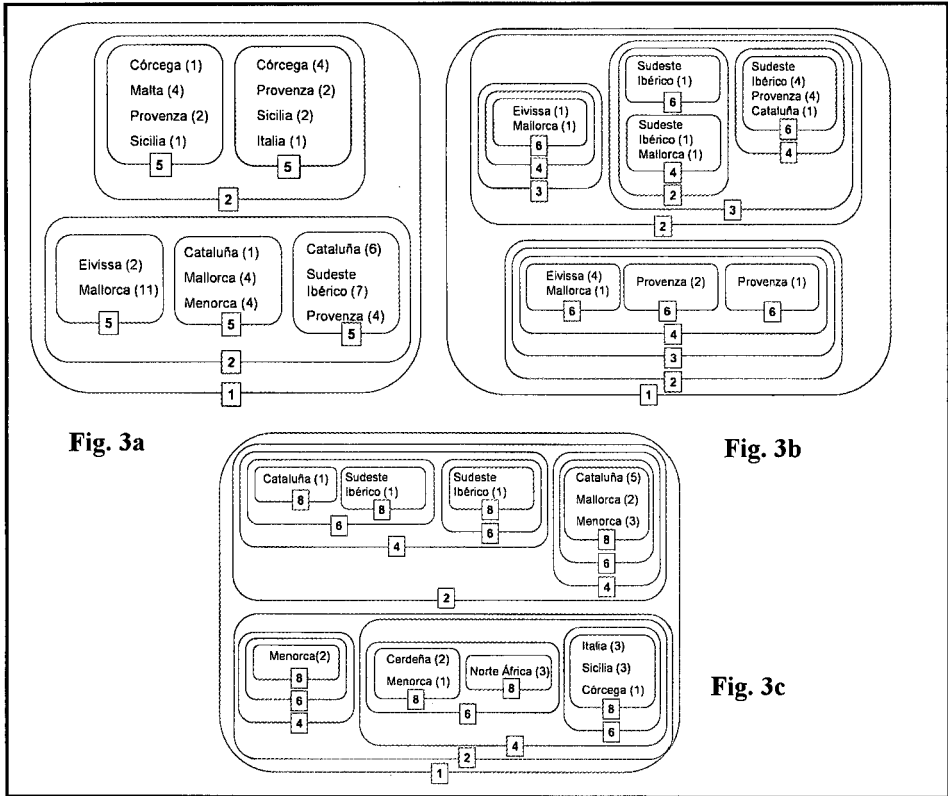 Córcega (1)
Malta (4)
Provenza (2)
Sicilia (1)
5
Córcega (4)
Provenza (2)
Sicilia (2)
Italia (1)
5
2
Eivissa (2)
Mallorca (11)
5
Cataluña (1)
Mallorca (4)
Menorca (4)
5
Cataluña (6)
Sudeste
Ibérico (7)
Provenza (4)
5
2
1
Fig. 3a
Eivissa (1)
Mallorca (1)
6
4
3
Sudeste
Ibérico (1)
6
Sudeste
Ibérico (1)
Mallorca (1)
4
2
Sudeste
Ibérico (4)
Provenza (4)
Cataluña (1)
6
4
3
2
Eivissa (4)
Mallorca (1)
6
Provenza (2)
6
Provenza (1)
6
4
3
2
1
Fig. 3b
Cataluña (1)
8
Sudeste
Ibérico (1)
8
6
Sudeste
Ibérico (1)
8
6
4
Cataluña (5)
Mallorca (2)
Menorca (3)
8
6
4
2
Menorca(2)
8
6
4
Cerdeña (2)
Menorca (1)
8
Norte África (3)
8
6
Italia (3)
Sicilia (3)
Córcega (1)
8
6
4
2
1
Fig. 3c